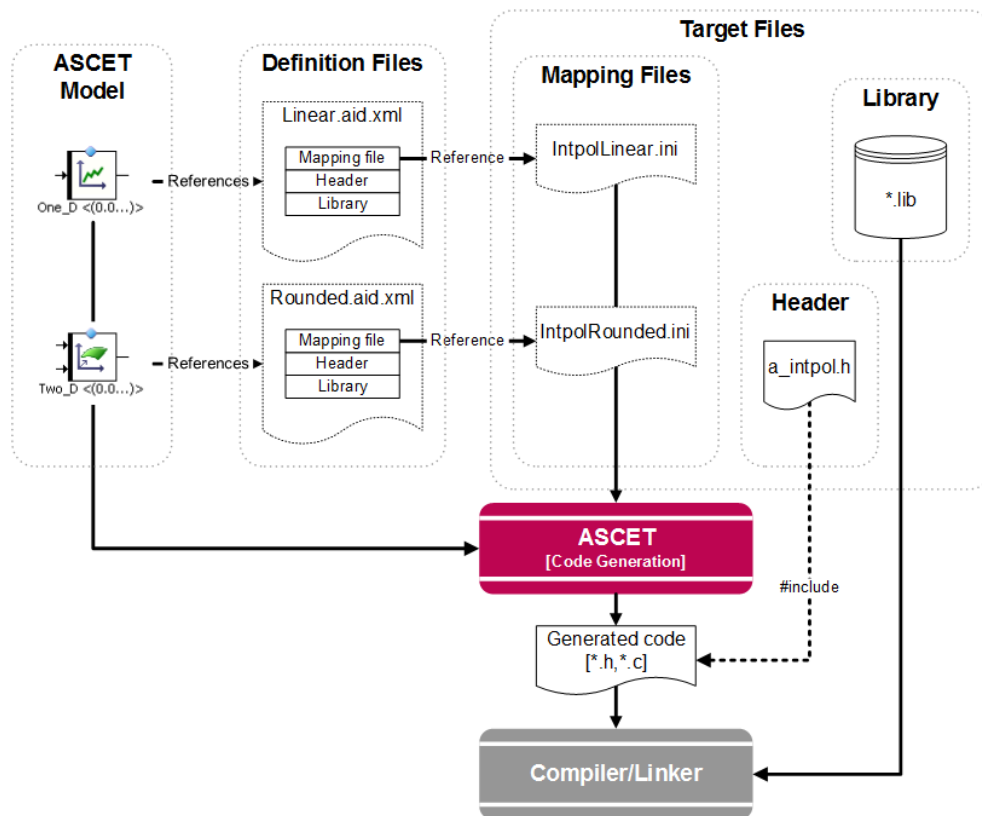 Target Files
ASCET
Model
Definition Files
Mapping Files
Library
Linear.aid.xml
Mapping file
Header
Library
Reference
IntpolLinear.ini
*.lib
References
One_D <(0.0...)>
Rounded.aid.xml
Mapping file
Header
Library
Reference
IntpolRounded.ini
Header
a_intpol.h
References
Two_D <(0.0...)>
ASCET
[Code Generation]
#include
Generated code
[*.h,*.c]
Compiler/Linker